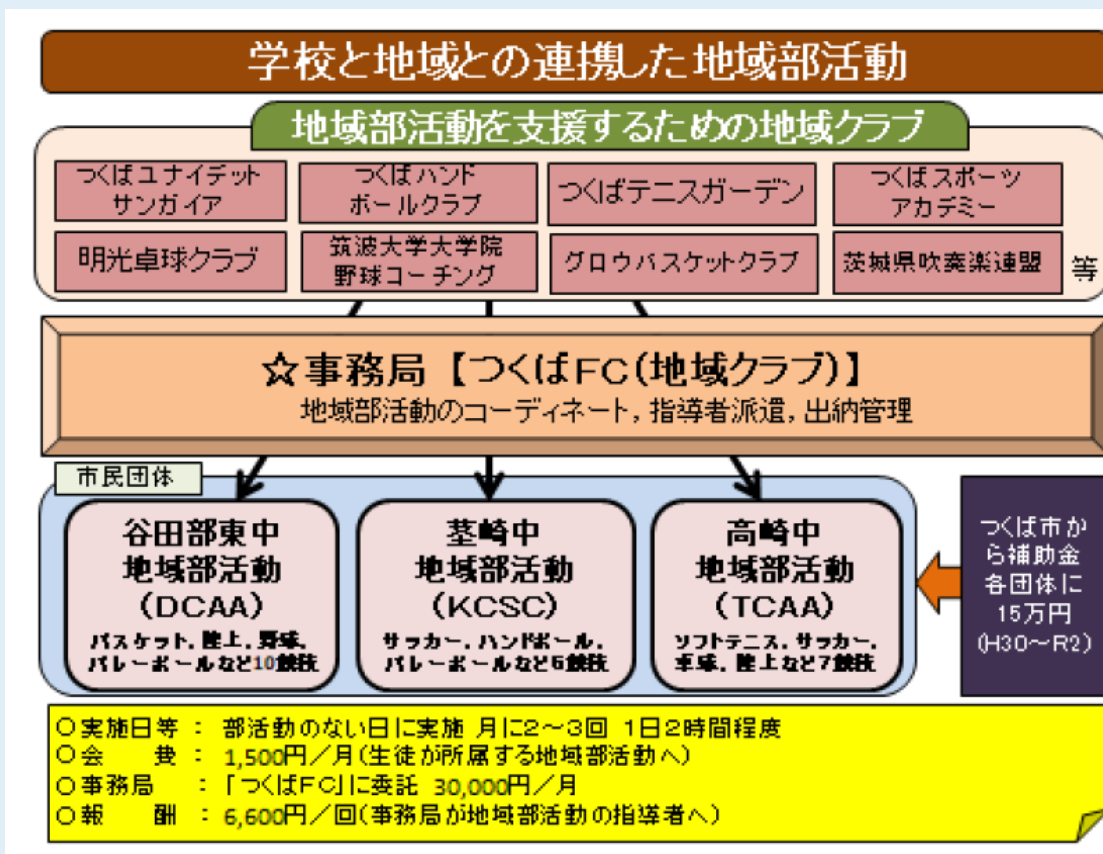 学校と地域との連携した地域部活動
地域部活動を支援するための地域クラブ
つくばユナイデット
サンガイア
つくばハンド
ボールクラブ
つくばテニスガーデン
つくばスポーツ
アカデミー
明光卓球クラブ
筑波大学大学院
野球コーチング
グロウバスケットクラブ
茨城県吹奏楽連盟
等
☆事務局【つくばFC(地域クラブ)】
地域部活動のコーディネート,指導者派遣,出納管理
市民団体
谷田部東中
地域部活動
(DCAA)
バスケット,陸上,野球,
バレーボールなど10競技
茎崎中
地域部活動
(KCSC)
サッカー,ハンドボール,
バレーボールなど6競技
高崎中
地域部活動
(TCAA)
ソフトテニス,サッカー,
卓球,陸上など7競技
つくば市か
ら補助金
各団体に
15万円
(H30～R2)
○実施日等 : 部活動のない日に実施 月に2～3回 1日2時間程度
○会 費 : 1,500円/月(生徒が所属する地域部活動へ)
○事務局 : 「つくばFC」に委託 30,000円/月
○報 酬 : 6,600円/回(事務局が地域部活動の指導者へ)